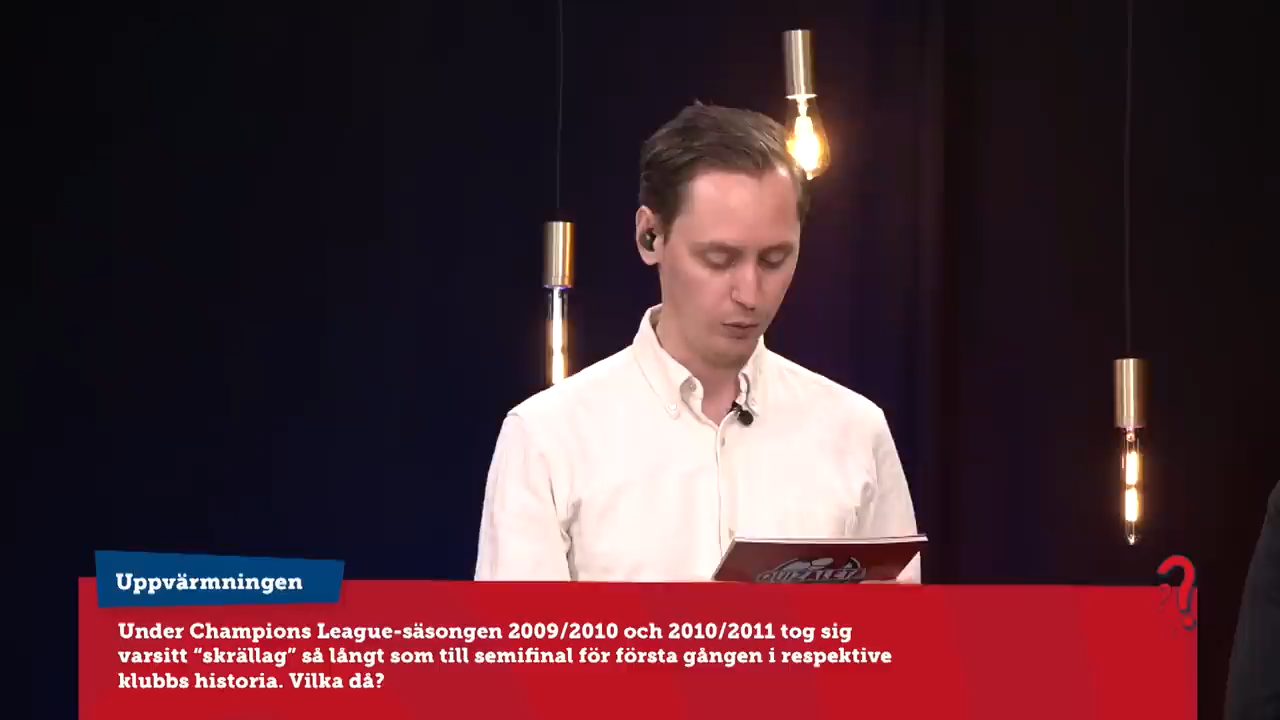 QUIZ
Uppvärmningen
Under Champions League-säsongen 2009/2010 och 2010/2011 tog sig
varsitt “skrällag” så långt som till semifinal för första gången i respektive
klubbs historia. Vilka då?